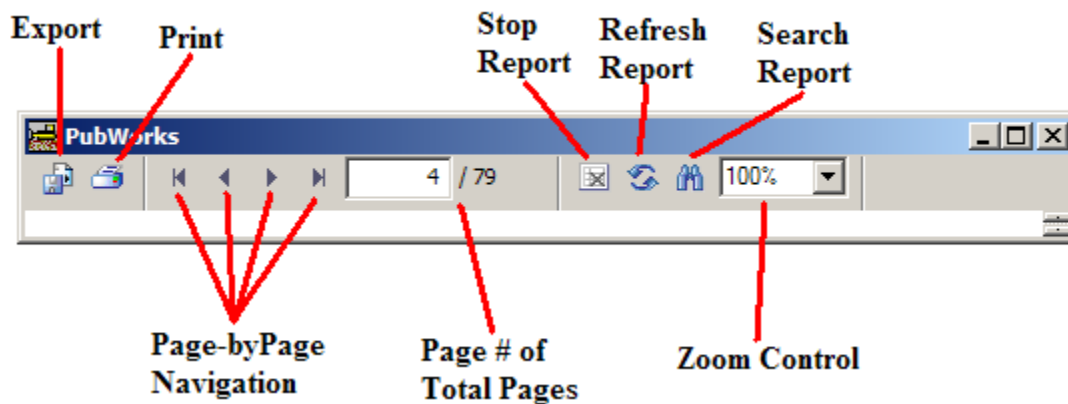 Export
Print
Stop
Report
Refresh
Report
Search
Report
PubWorks
4 / 79
100%
Page-byPage
Navigation
Page # of
Total Pages
Zoom Control